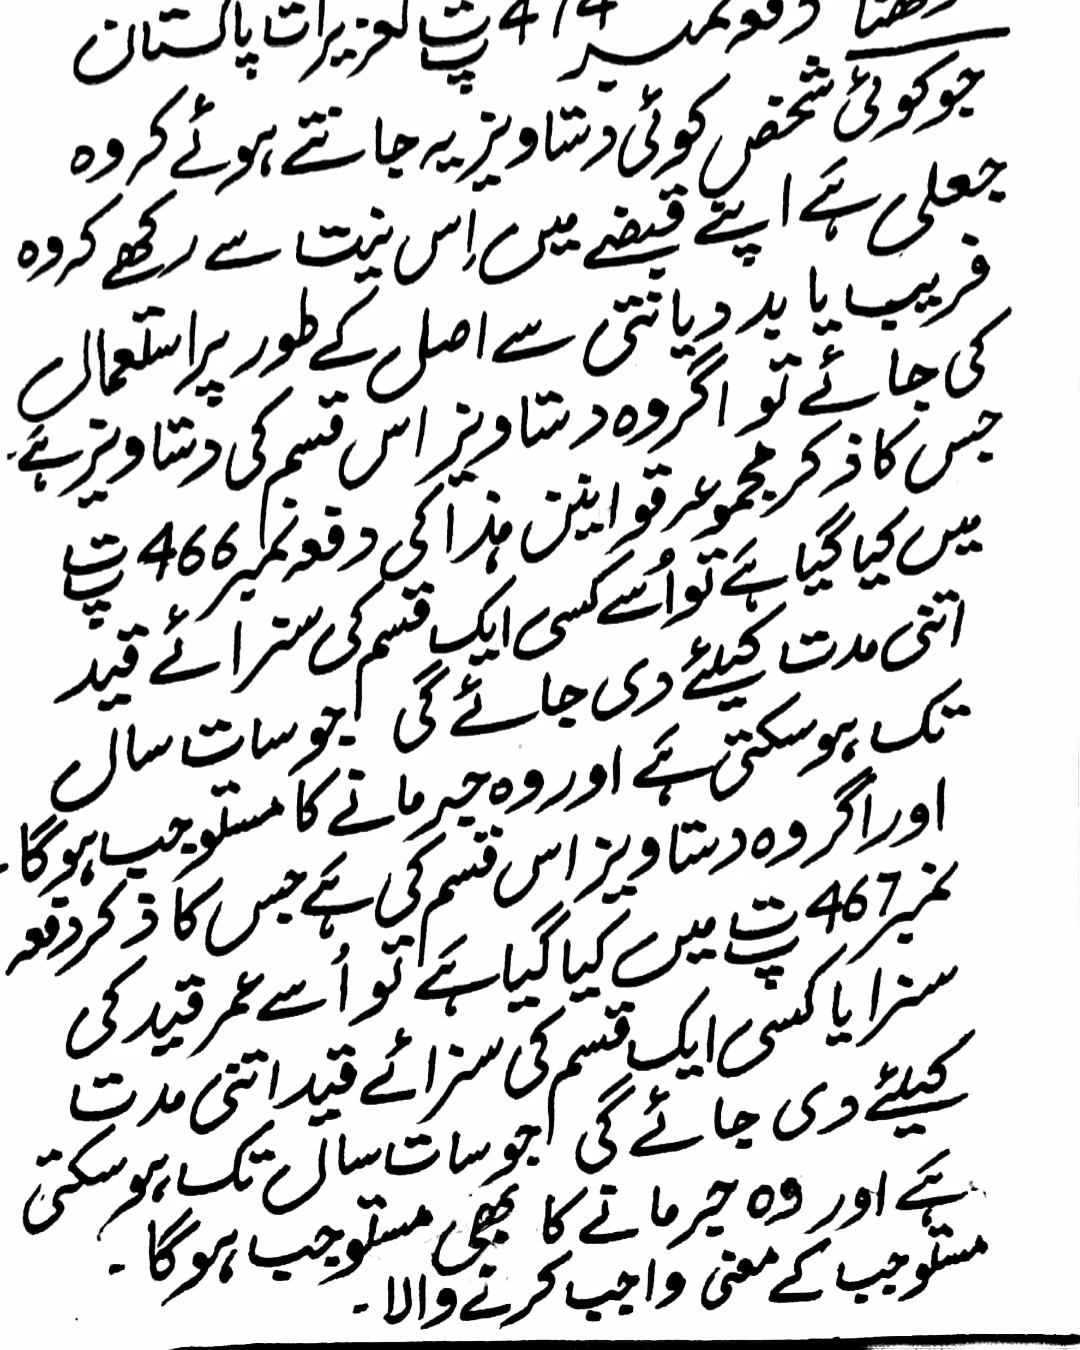 رکھنا دفعہ نمبر 474 ت پ تعزیرات پاکستان
جو کوئی شخص کوئی دستاویز یہ جانتے ہوئے کہ وہ
جعلی ہے اپنے قبضے میں اِس نیت سے رکھے کہ وہ
فریب یا بد دیانتی سے اصل کے طور پر استعمال
کی جائے تو اگر وہ دستاویز اس قسم کی دستاویز ہے۔
جس کا ذکر مجموعہ قوانین ہذا کی دفعہ نمبر 466 ت پ
میں کیا گیا ہے تو اُسے کسی ایک قسم کی سزائے قید
اتنی مدت کیلئے دی جائے گی جو سات سال
تک ہو سکتی ہے اور وہ جرمانے کا مستوجب ہو گا۔
اور اگر وہ دستاویز اس قسم کی ہے جس کا ذکر دفعہ
نمبر 467 ت پ میں کیا گیا ہے تو اُسے عمر قید کی
سزا یا کسی ایک قسم کی سزائے قید اتنی مدت
کیلئے دی جائے گی جو سات سال تک ہو سکتی
ہے اور وہ جرمانے کا بھی مستوجب ہو گا۔
مستوجب کے معنی واجب کرنے والا۔